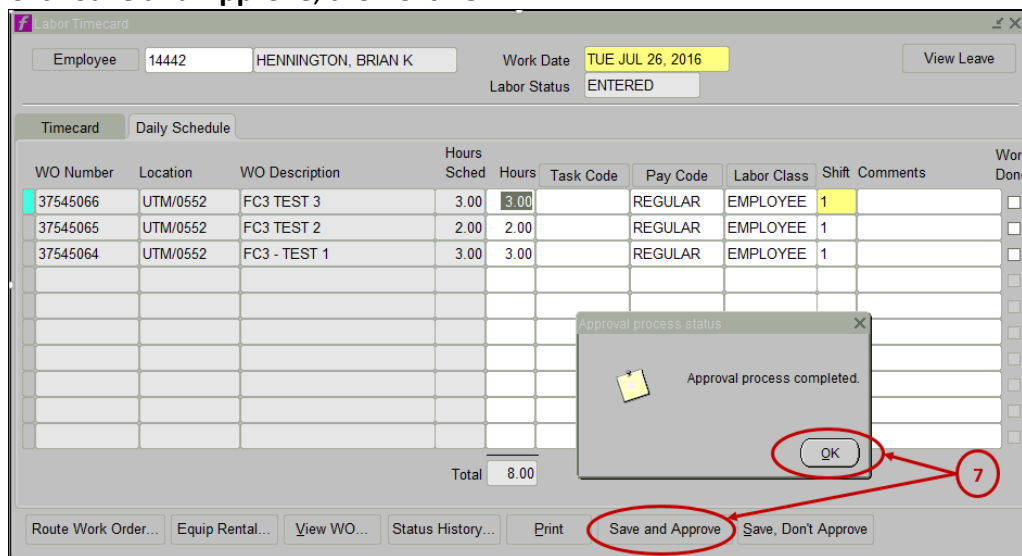 Labor Timecard
Employee 14442 HENNINGTON, BRIAN K Work Date TUE JUL 26, 2016 View Leave
Labor Status ENTERED
Timecard Daily Schedule
Hours Wor
WO Number Location WO Description Sched Hours Task Code Pay Code Labor Class Shift Comments Done
37545066 UTM/0552 FC3 TEST 3 3.00 3.00 REGULAR EMPLOYEE 1
37545065 UTM/0552 FC3 TEST 2 2.00 2.00 REGULAR EMPLOYEE 1
37545064 UTM/0552 FC3 - TEST 1 3.00 3.00 REGULAR EMPLOYEE 1
Approval process status
Approval process completed.
OK
Total 8.00 7
Route Work Order... Equip Rental... View WO... Status History... Print Save and Approve Save, Don't Approve